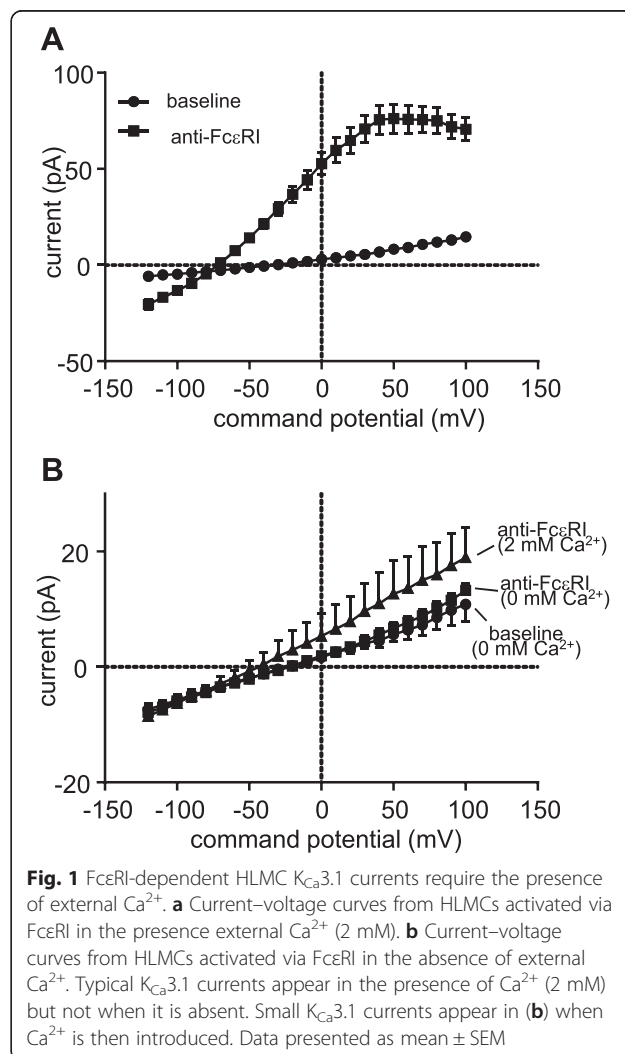 A
100
50
0
-50
current (pA)
baseline
anti-FcεRI
-150 -100 -50 0 50 100 150
command potential (mV)
B
20
0
-20
current (pA)
anti-FcεRI
(2 mM Ca²⁺)
anti-FcεRI
(0 mM Ca²⁺)
baseline
(0 mM Ca²⁺)
-150 -100 -50 0 50 100 150
command potential (mV)
Fig. 1 FcεRI-dependent HLMC K_Ca3.1 currents require the presence
of external Ca²⁺. a Current–voltage curves from HLMCs activated via
FcεRI in the presence external Ca²⁺ (2 mM). b Current–voltage
curves from HLMCs activated via FcεRI in the absence of external
Ca²⁺. Typical K_Ca3.1 currents appear in the presence of Ca²⁺ (2 mM)
but not when it is absent. Small K_Ca3.1 currents appear in (b) when
Ca²⁺ is then introduced. Data presented as mean ± SEM